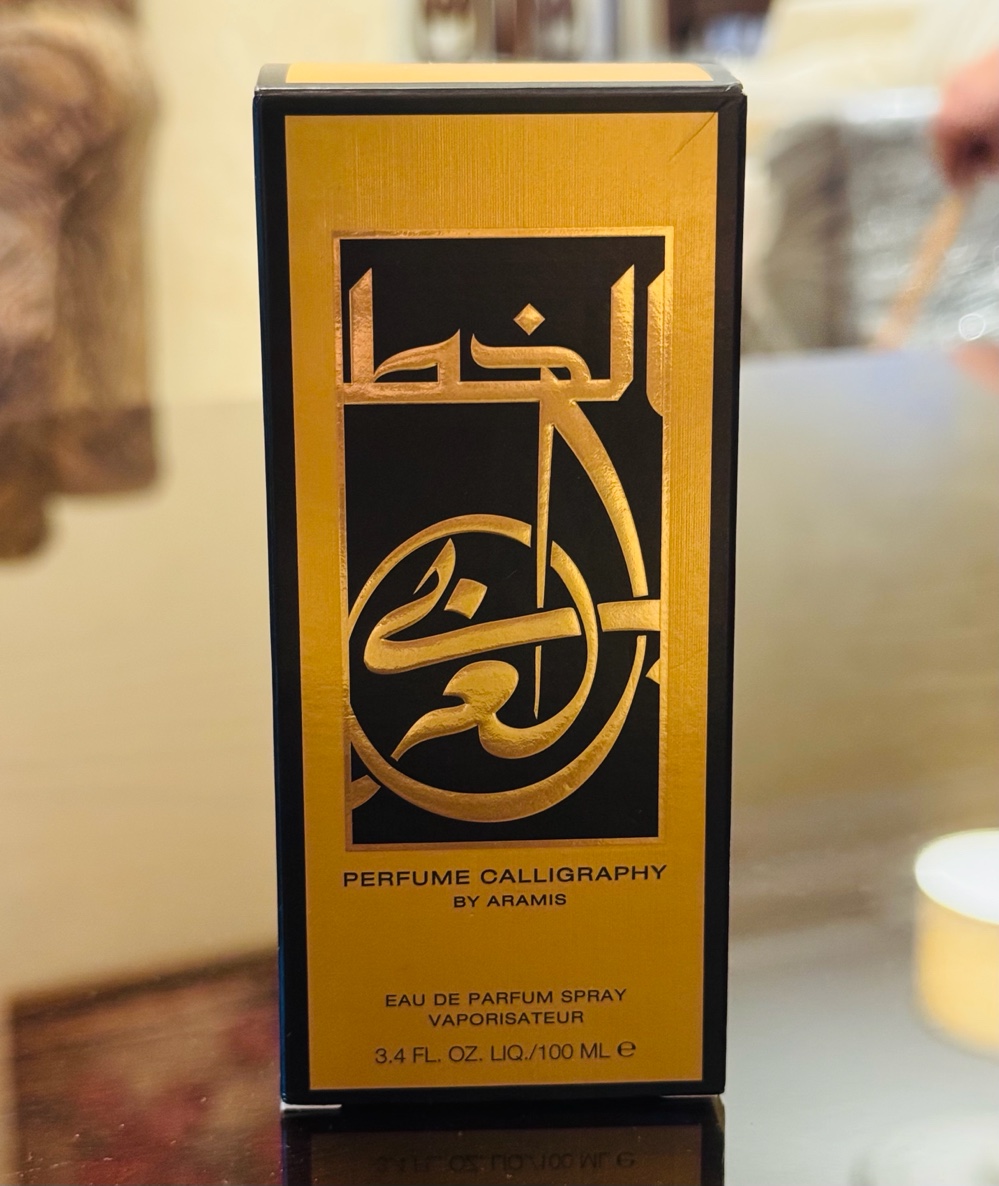 الخط
العربي
PERFUME CALLIGRAPHY
BY ARAMIS
EAU DE PARFUM SPRAY
VAPORISATEUR
3.4 FL. OZ. LIQ./100 ML ℮